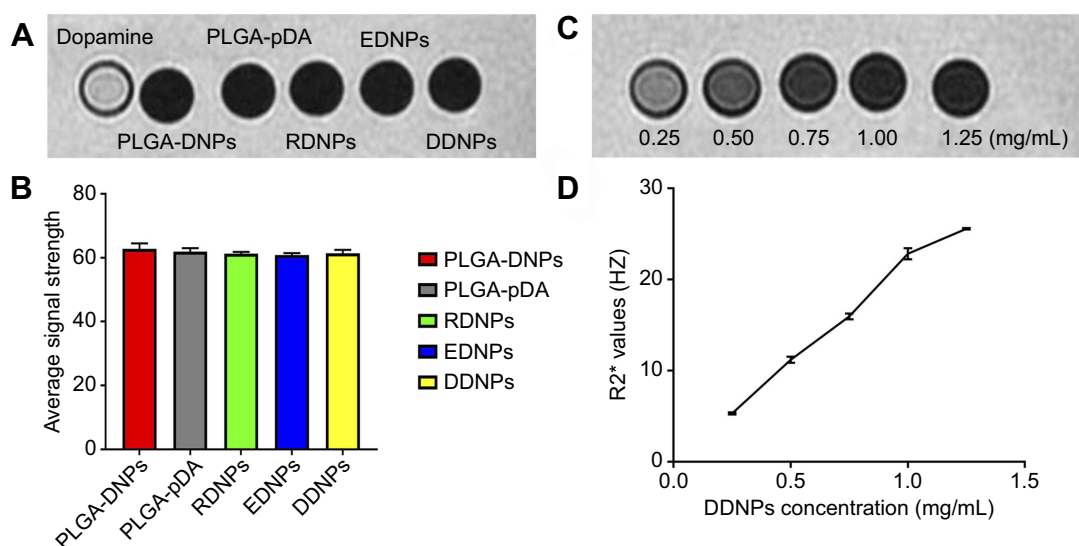 A
Dopamine PLGA-pDA EDNPs
PLGA-DNPs RDNPs DDNPs
C
0.25 0.50 0.75 1.00 1.25 (mg/mL)
B
Average signal strength
80
60
40
20
0
PLGA-DNPs
PLGA-pDA
RDNPs
EDNPs
DDNPs
PLGA-DNPs
PLGA-pDA
RDNPs
EDNPs
DDNPs
D
R2* values (HZ)
30
20
10
0
0.0 0.5 1.0 1.5
DDNPs concentration (mg/mL)